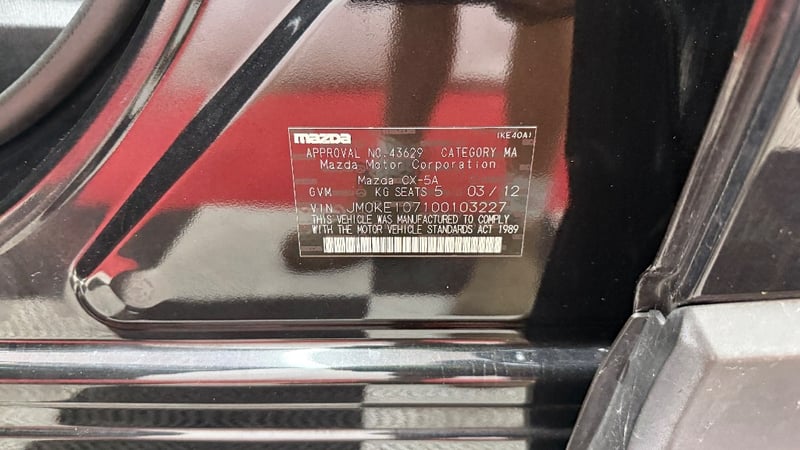 mazda (KE40A)
APPROVAL NO.43629 CATEGORY MA
Mazda Motor Corporation
Mazda CX-5A
GVM KG SEATS 5 03/12
VIN JM0KE107100103227
THIS VEHICLE WAS MANUFACTURED TO COMPLY
WITH THE MOTOR VEHICLE STANDARDS ACT 1989